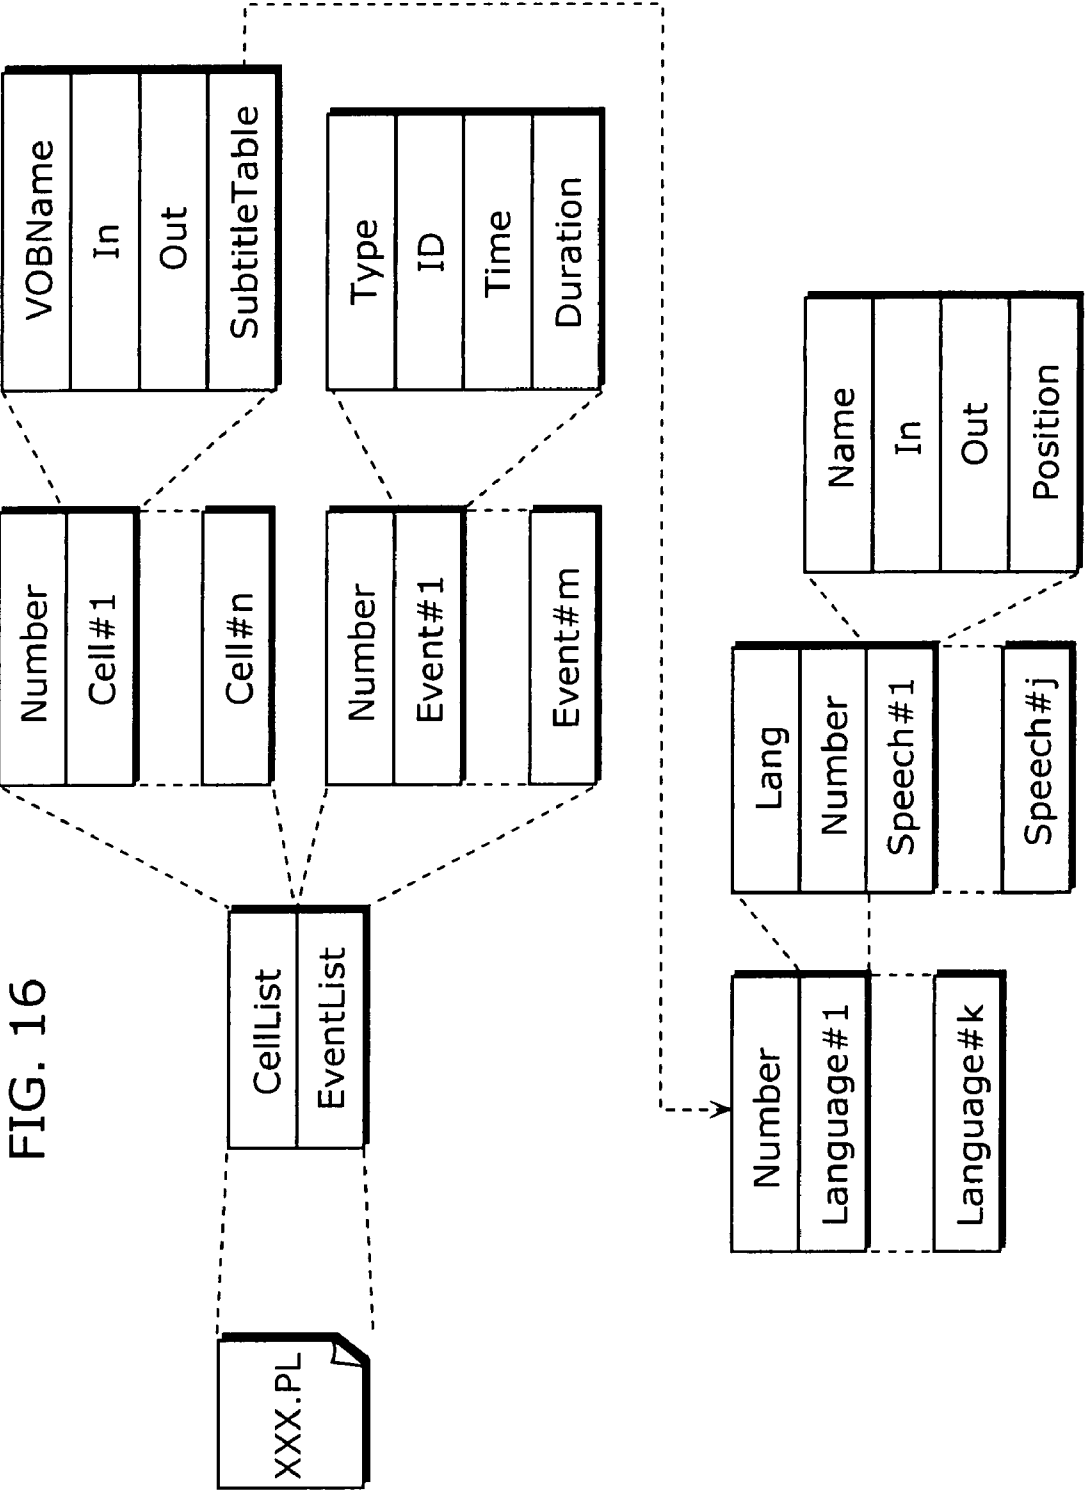 FIG. 16
XXX.PL
CellList
EventList
Number
Cell#1
Cell#n
Number
Event#1
Event#m
VOBName
In
Out
SubtitleTable
Type
ID
Time
Duration
Number
Language#1
Language#k
Lang
Number
Speech#1
Speech#j
Name
In
Out
Position